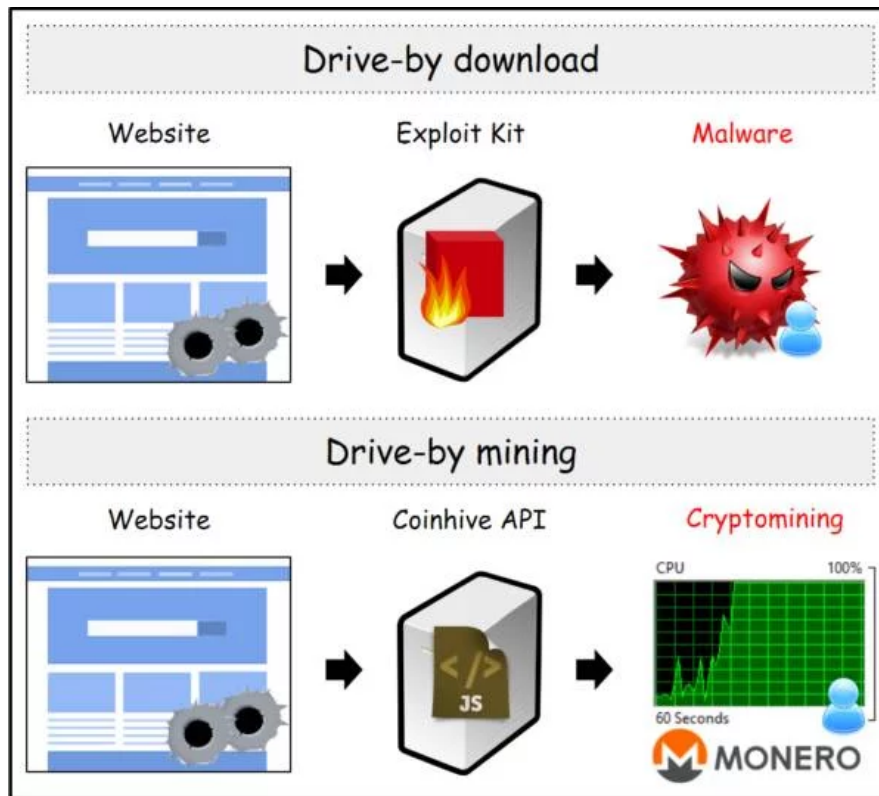 Drive-by download
Website
Exploit Kit
Malware
Drive-by mining
Website
Coinhive API
Cryptomining
CPU
100%
</>
JS
60 Seconds
MONERO